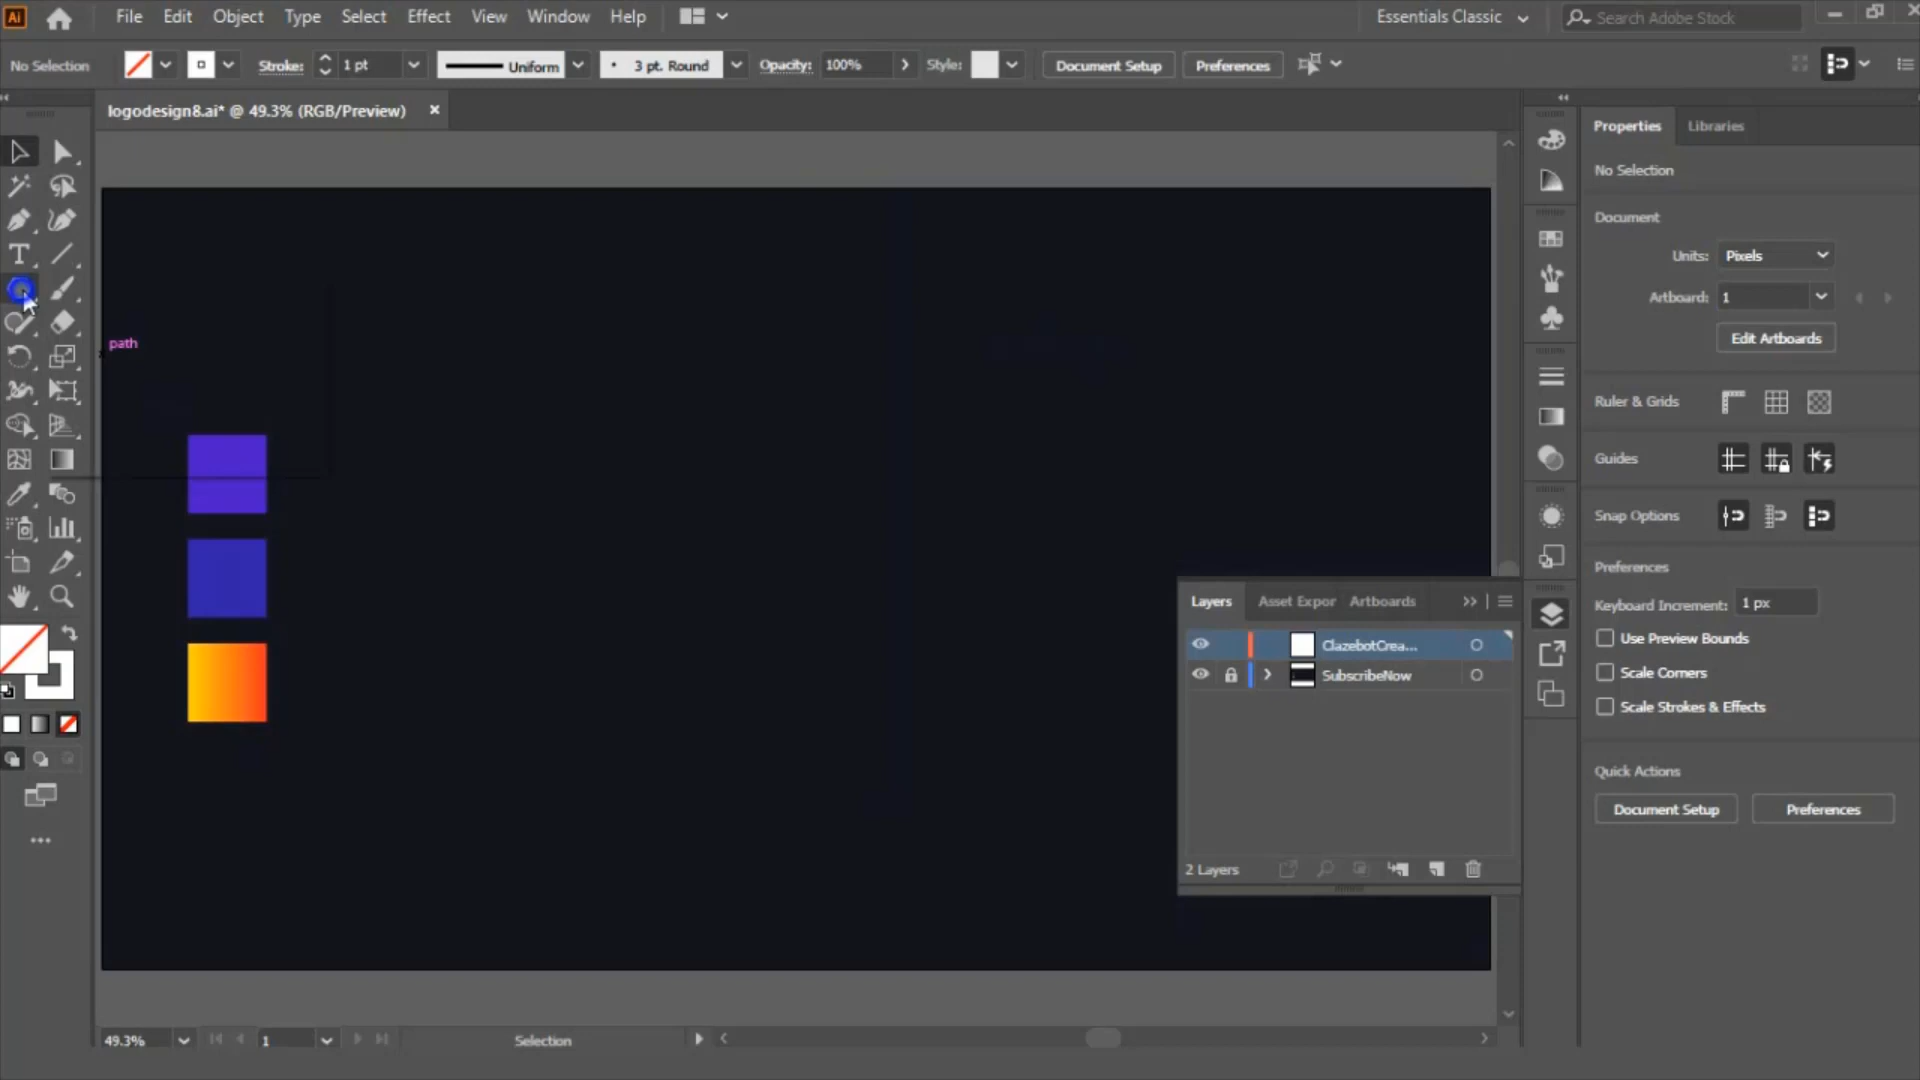 Ai File Edit Object Type Select Effect View Window Help Essentials Classic Search Adobe Stock
No Selection Stroke: 1 pt Uniform 3 pt. Round Opacity: 100% Style: Document Setup Preferences
logodesign8.ai* @ 49.3% (RGB/Preview)
Properties Libraries
No Selection
Document
Units: Pixels
Artboard: 1
Edit Artboards
path
Ruler & Grids
Guides
Snap Options
Preferences
Keyboard Increment: 1 px
Use Preview Bounds
Scale Corners
Scale Strokes & Effects
Quick Actions
Document Setup Preferences
Layers Asset Expor Artboards
ClazebotCrea...
SubscribeNow
2 Layers
49.3% 1 Selection